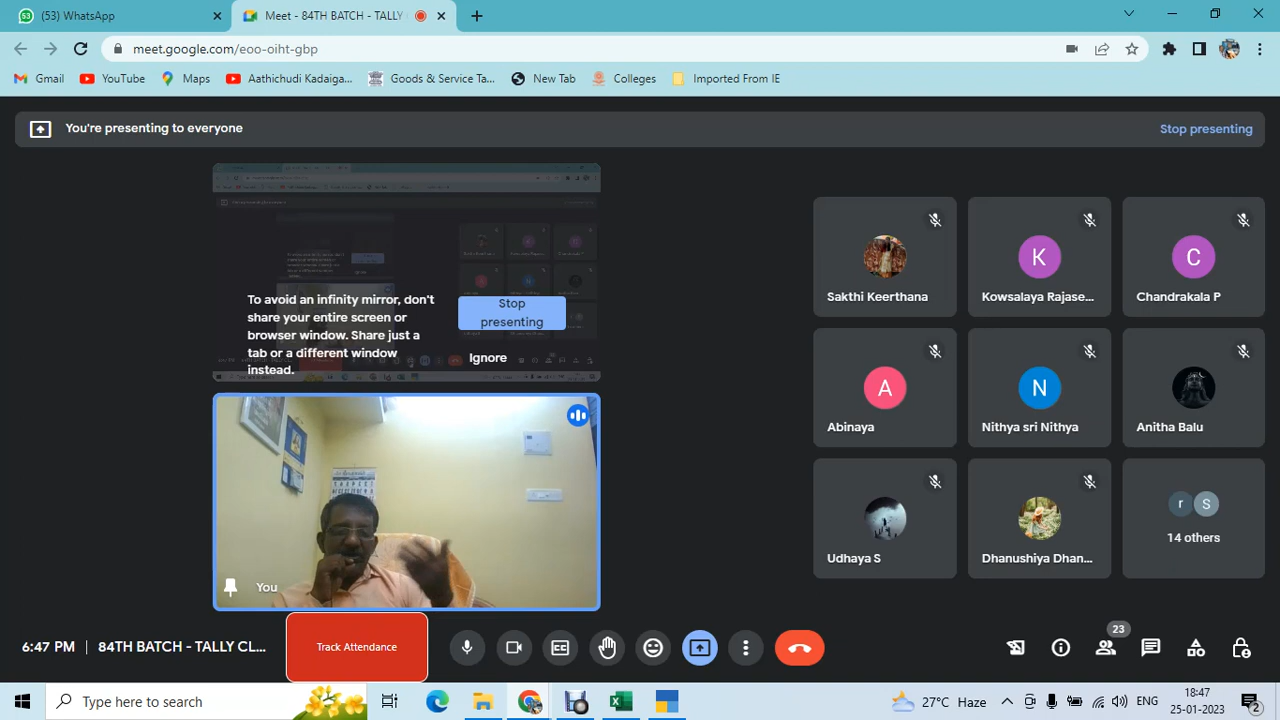 (53) WhatsApp
Meet - 84TH BATCH - TALLY
meet.google.com/eoo-oiht-gbp
Gmail
YouTube
Maps
Aathichudi Kadaiga...
Goods & Service Ta...
New Tab
Colleges
Imported From IE
You're presenting to everyone
Stop presenting
To avoid an infinity mirror, don't
share your entire screen or
browser window. Share just a
tab or a different window
instead.
Stop
presenting
Ignore
You
Sakthi Keerthana
K
Kowsalaya Rajase...
C
Chandrakala P
A
Abinaya
N
Nithya sri Nithya
Anitha Balu
Udhaya S
Dhanushiya Dhan...
r
S
14 others
6:47 PM | 84TH BATCH - TALLY CL...
Track Attendance
CC
23
Type here to search
27°C Haze
ENG
18:47
25-01-2023
2